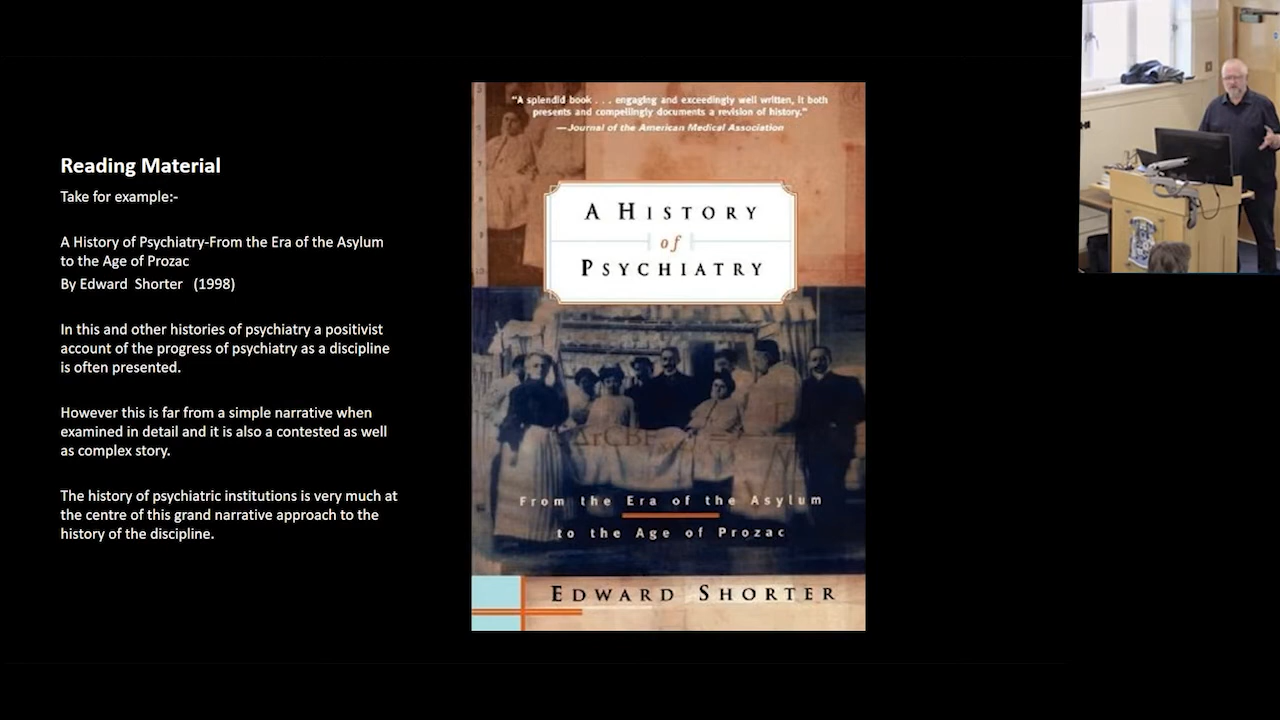 Reading Material
Take for example:-
A History of Psychiatry-From the Era of the Asylum
to the Age of Prozac
By Edward Shorter (1998)
In this and other histories of psychiatry a positivist
account of the progress of psychiatry as a discipline
is often presented.
However this is far from a simple narrative when
examined in detail and it is also a contested as well
as complex story.
The history of psychiatric institutions is very much at
the centre of this grand narrative approach to the
history of the discipline.
"A splendid book . . . engaging and exceedingly well written, it both
presents and compellingly documents a revision of history."
—Journal of the American Medical Association
A HISTORY
of
PSYCHIATRY
From the Era of the Asylum
to the Age of Prozac
EDWARD SHORTER